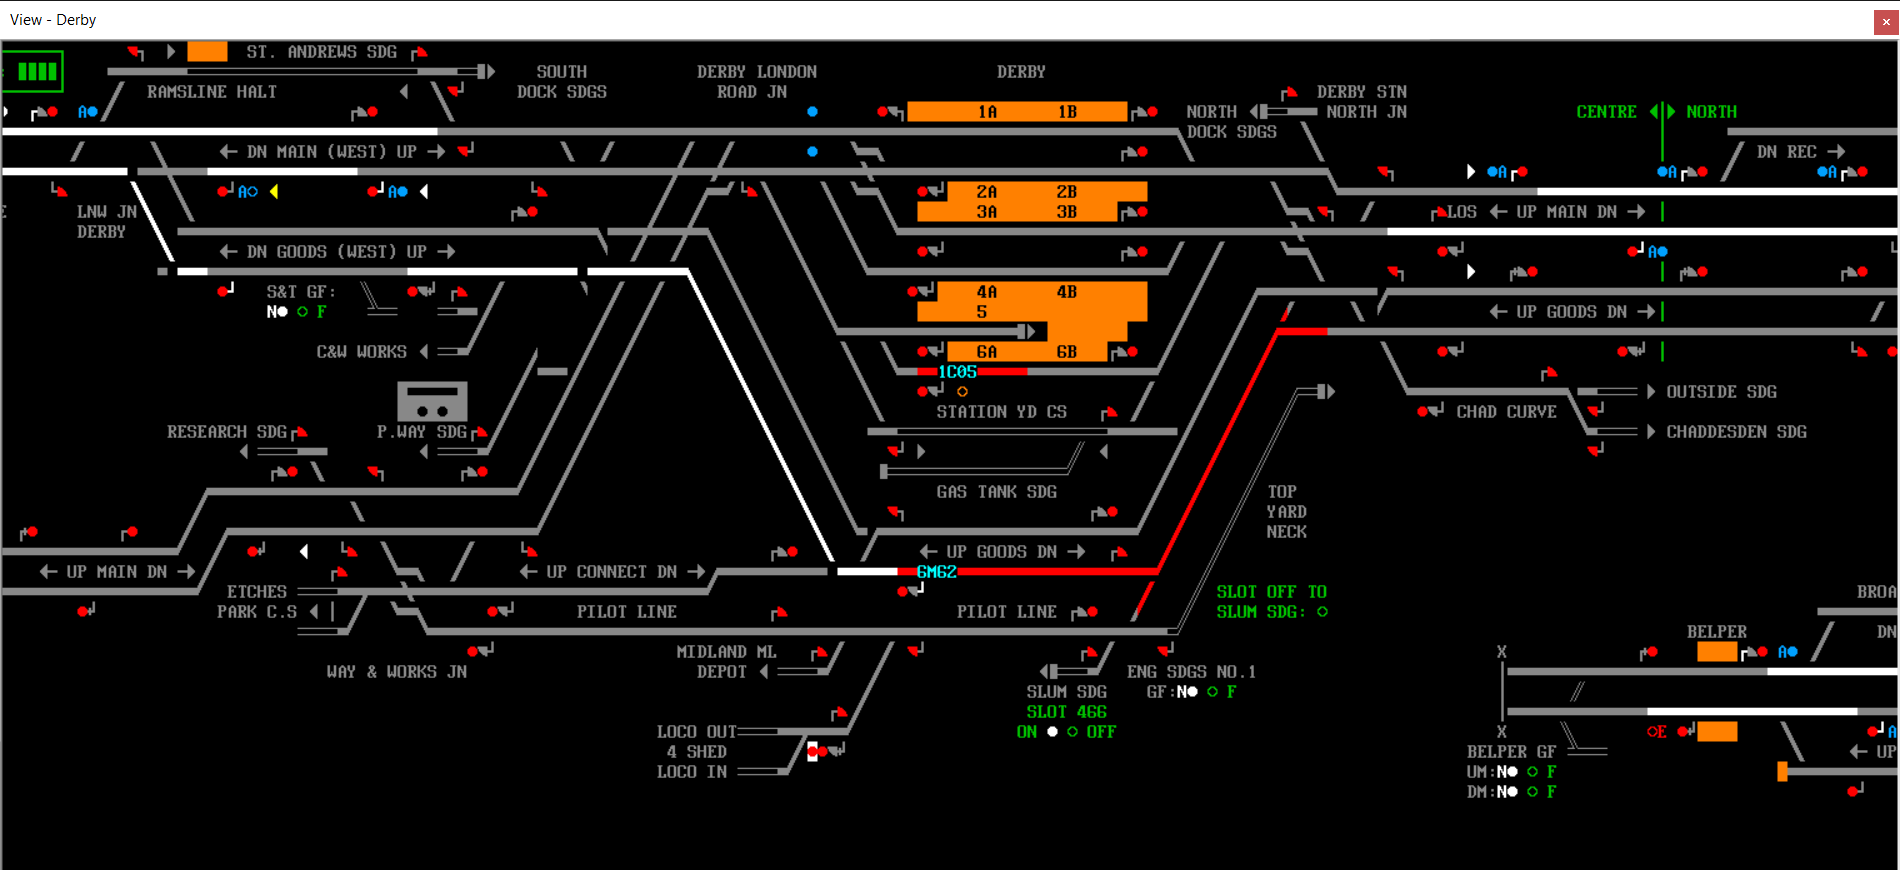 View - Derby
ST. ANDREWS SDG
SOUTH
DERBY LONDON
DERBY
RAMSLINE HALT
DOCK SDGS
ROAD JN
DERBY STN
A
1A 1B
NORTH
NORTH JN
CENTRE
NORTH
DOCK SDGS
← DN MAIN (WEST) UP →
DN REC →
A
A
2A 2B
A
A
A
E
LNW JN
3A 3B
LOS
← UP MAIN DN →
DERBY
← DN GOODS (WEST) UP →
A
S&T GF:
4A 4B
N F
5
← UP GOODS DN →
C&W WORKS
6A 6B
1C05
OUTSIDE SDG
STATION YD CS
CHAD CURVE
RESEARCH SDG
P.WAY SDG
CHADDESDEN SDG
GAS TANK SDG
TOP
YARD
NECK
← UP GOODS DN →
← UP MAIN DN →
← UP CONNECT DN →
6M62
ETCHES
SLOT OFF TO
BROA
PARK C.S
PILOT LINE
PILOT LINE
SLUM SDG:
BELPER
DN
MIDLAND ML
X
A
WAY & WORKS JN
DEPOT
ENG SDGS NO.1
SLUM SDG
GF:N F
SLOT 466
LOCO OUT
ON OFF
X
E
A
4 SHED
BELPER GF
← UP
LOCO IN
UM:N F
DM:N F